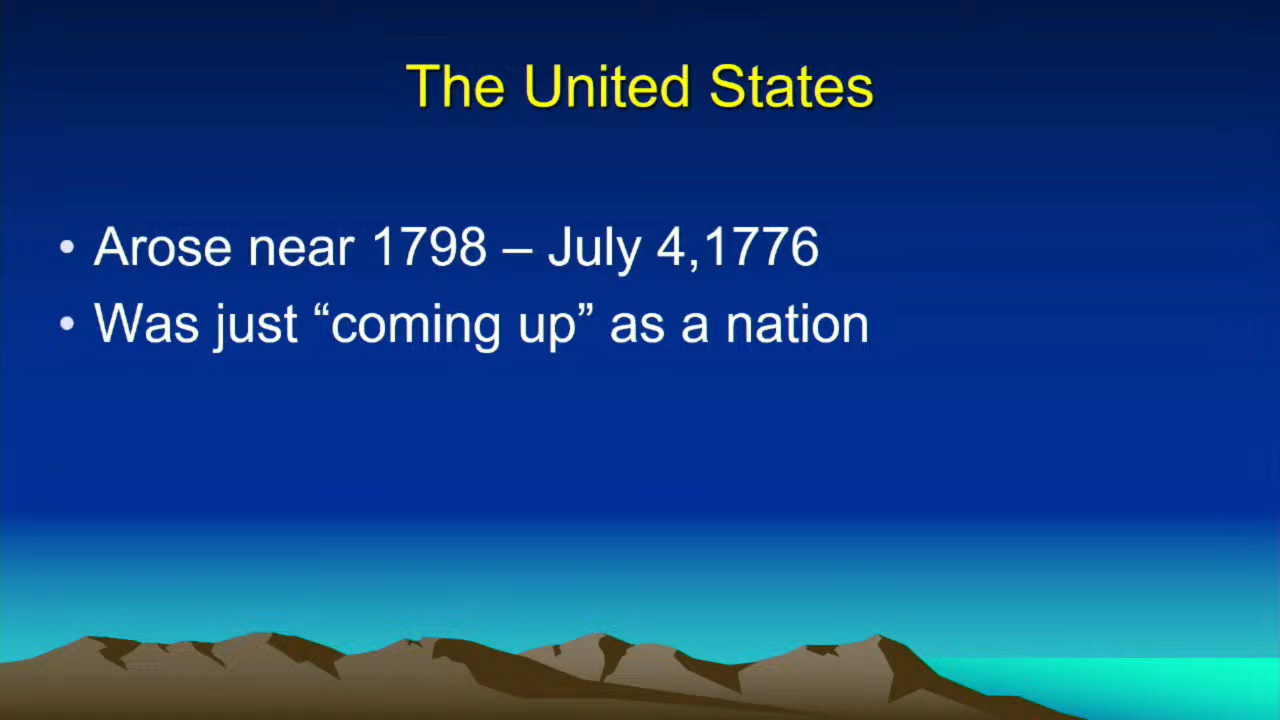 The United States
• Arose near 1798 – July 4,1776
• Was just “coming up” as a nation